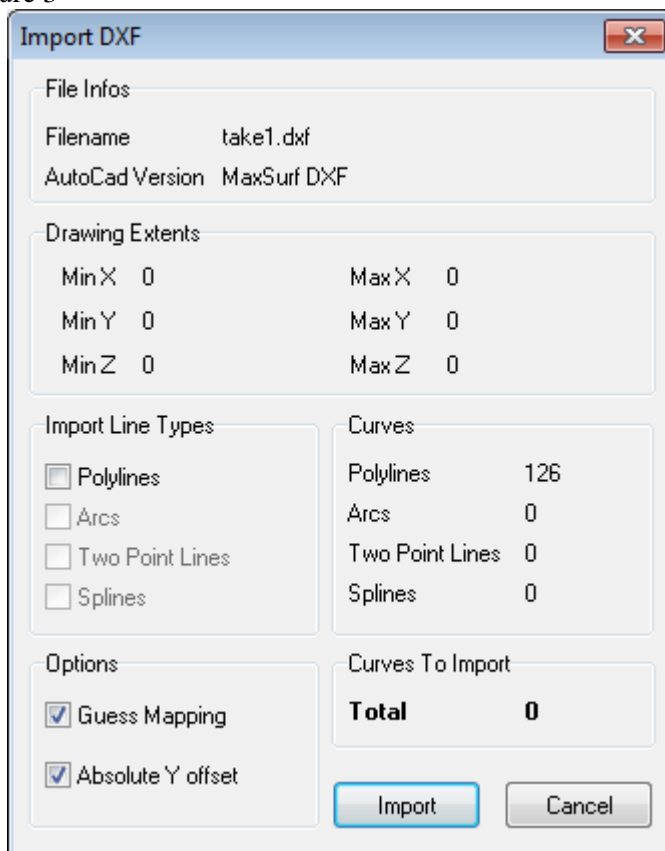 Import DXF
File Infos
Filename take1.dxf
AutoCad Version MaxSurf DXF
Drawing Extents
Min X 0 Max X 0
Min Y 0 Max Y 0
Min Z 0 Max Z 0
Import Line Types
Polylines
Arcs
Two Point Lines
Splines
Curves
Polylines 126
Arcs 0
Two Point Lines 0
Splines 0
Options
Guess Mapping
Absolute Y offset
Curves To Import
Total 0
Import Cancel